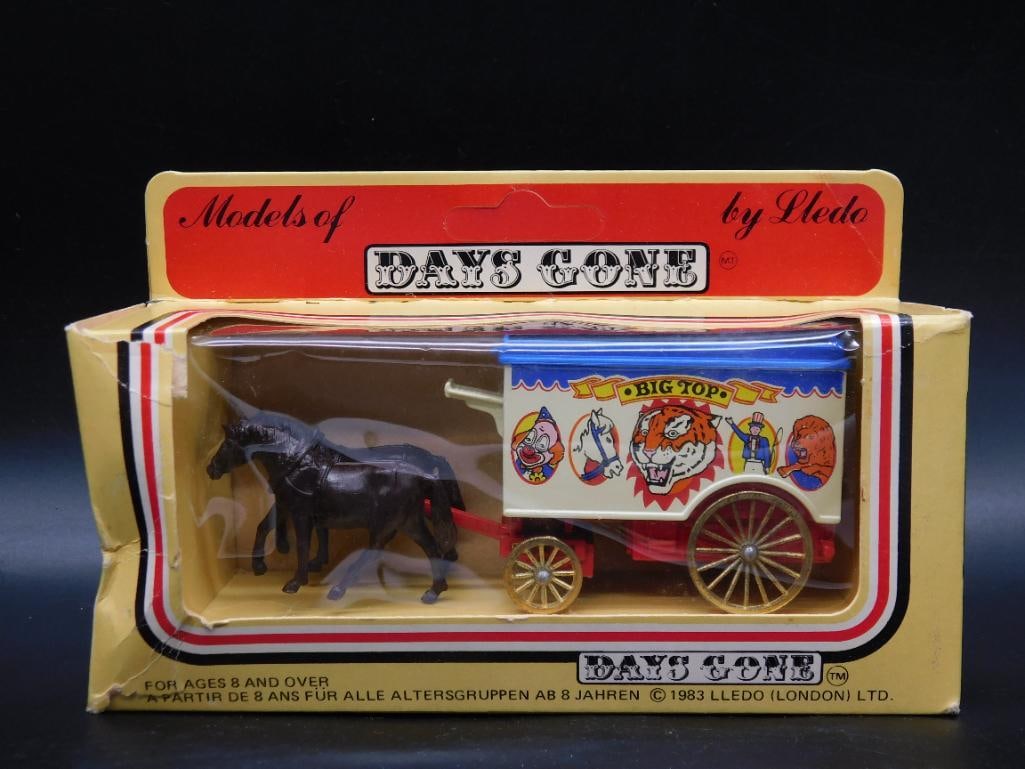 Models of
by Lledo
DAYS GONE
BIG TOP
DAYS GONE TM
FOR AGES 8 AND OVER
A PARTIR DE 8 ANS FÜR ALLE ALTERSGRUPPEN AB 8 JAHREN © 1983 LLEDO (LONDON) LTD.